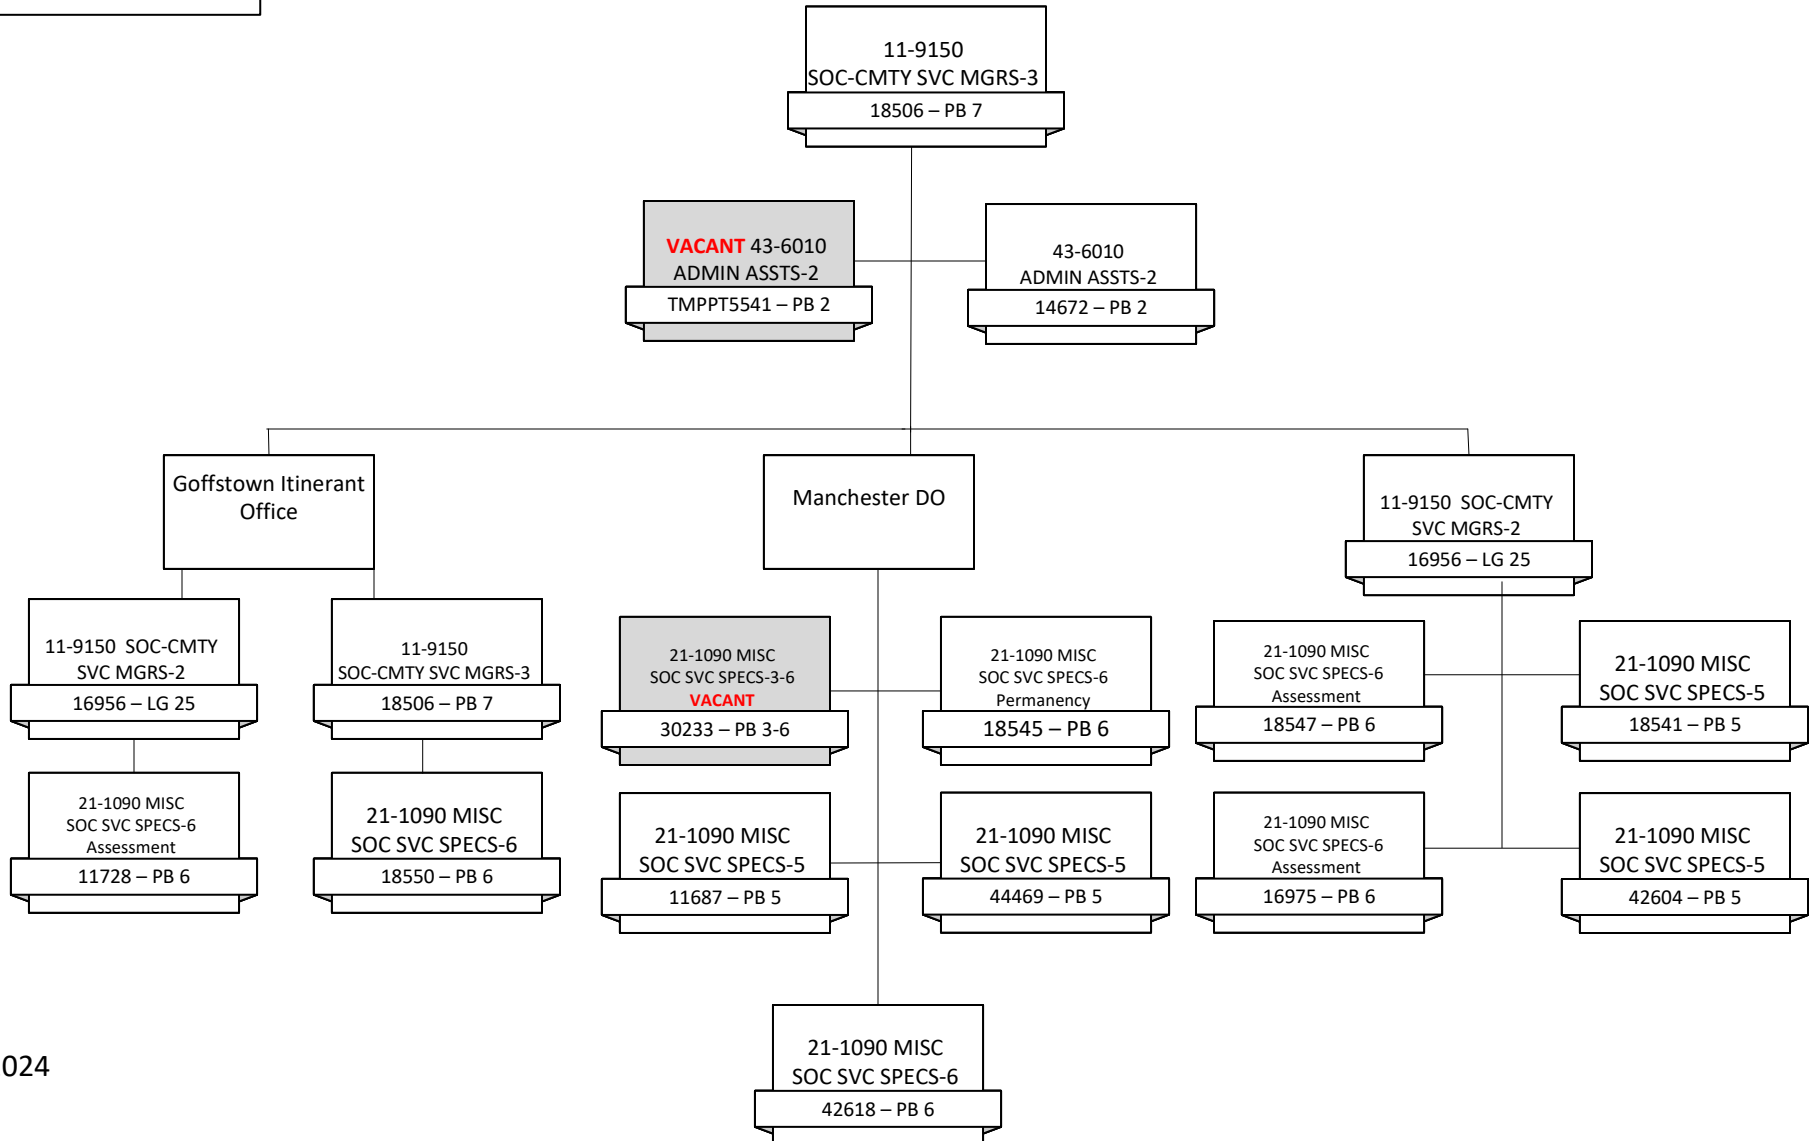 11-9150
SOC-CMTY SVC MGRS-3
18506 – PB 7
VACANT 43-6010
ADMIN ASSTS-2
TMPPT5541 – PB 2
43-6010
ADMIN ASSTS-2
14672 – PB 2
Goffstown Itinerant
Office
Manchester DO
11-9150 SOC-CMTY
SVC MGRS-2
16956 – LG 25
11-9150 SOC-CMTY
SVC MGRS-2
16956 – LG 25
11-9150
SOC-CMTY SVC MGRS-3
18506 – PB 7
21-1090 MISC
SOC SVC SPECS-3-6
VACANT
30233 – PB 3-6
21-1090 MISC
SOC SVC SPECS-6
Permanency
18545 – PB 6
21-1090 MISC
SOC SVC SPECS-6
Assessment
18547 – PB 6
21-1090 MISC
SOC SVC SPECS-5
18541 – PB 5
21-1090 MISC
SOC SVC SPECS-6
Assessment
11728 – PB 6
21-1090 MISC
SOC SVC SPECS-6
18550 – PB 6
21-1090 MISC
SOC SVC SPECS-5
11687 – PB 5
21-1090 MISC
SOC SVC SPECS-5
44469 – PB 5
21-1090 MISC
SOC SVC SPECS-6
Assessment
16975 – PB 6
21-1090 MISC
SOC SVC SPECS-5
42604 – PB 5
21-1090 MISC
SOC SVC SPECS-6
42618 – PB 6
024